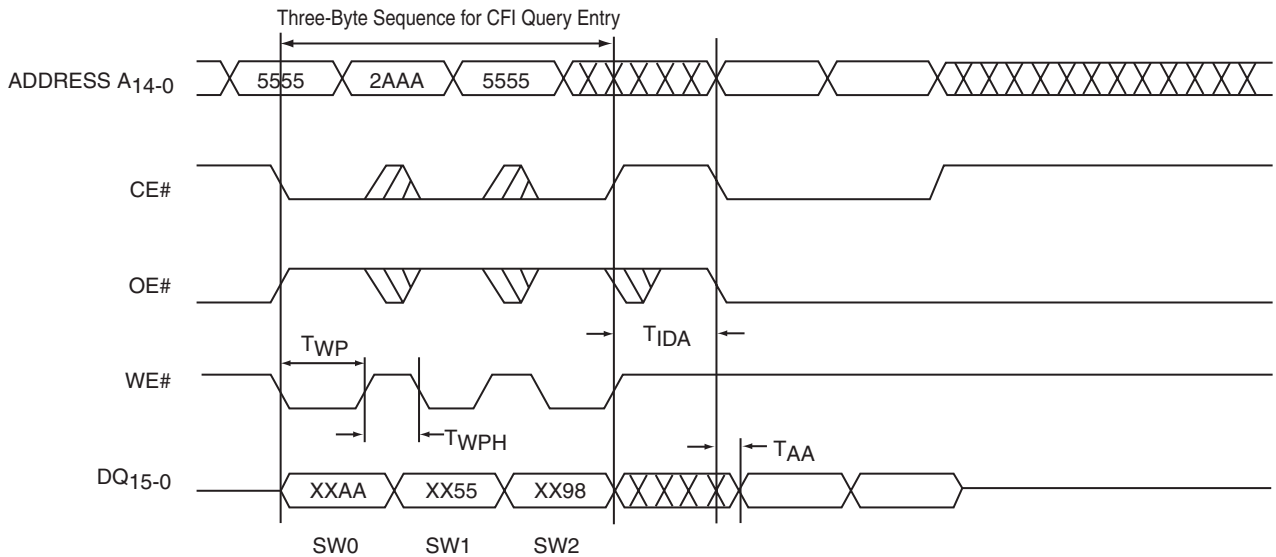 Three-Byte Sequence for CFI Query Entry
ADDRESS A14-0
5555 2AAA 5555
CE#
OE#
TIDA
TWP
WE#
TWPH
TAA
DQ15-0
XXAA XX55 XX98
SW0 SW1 SW2